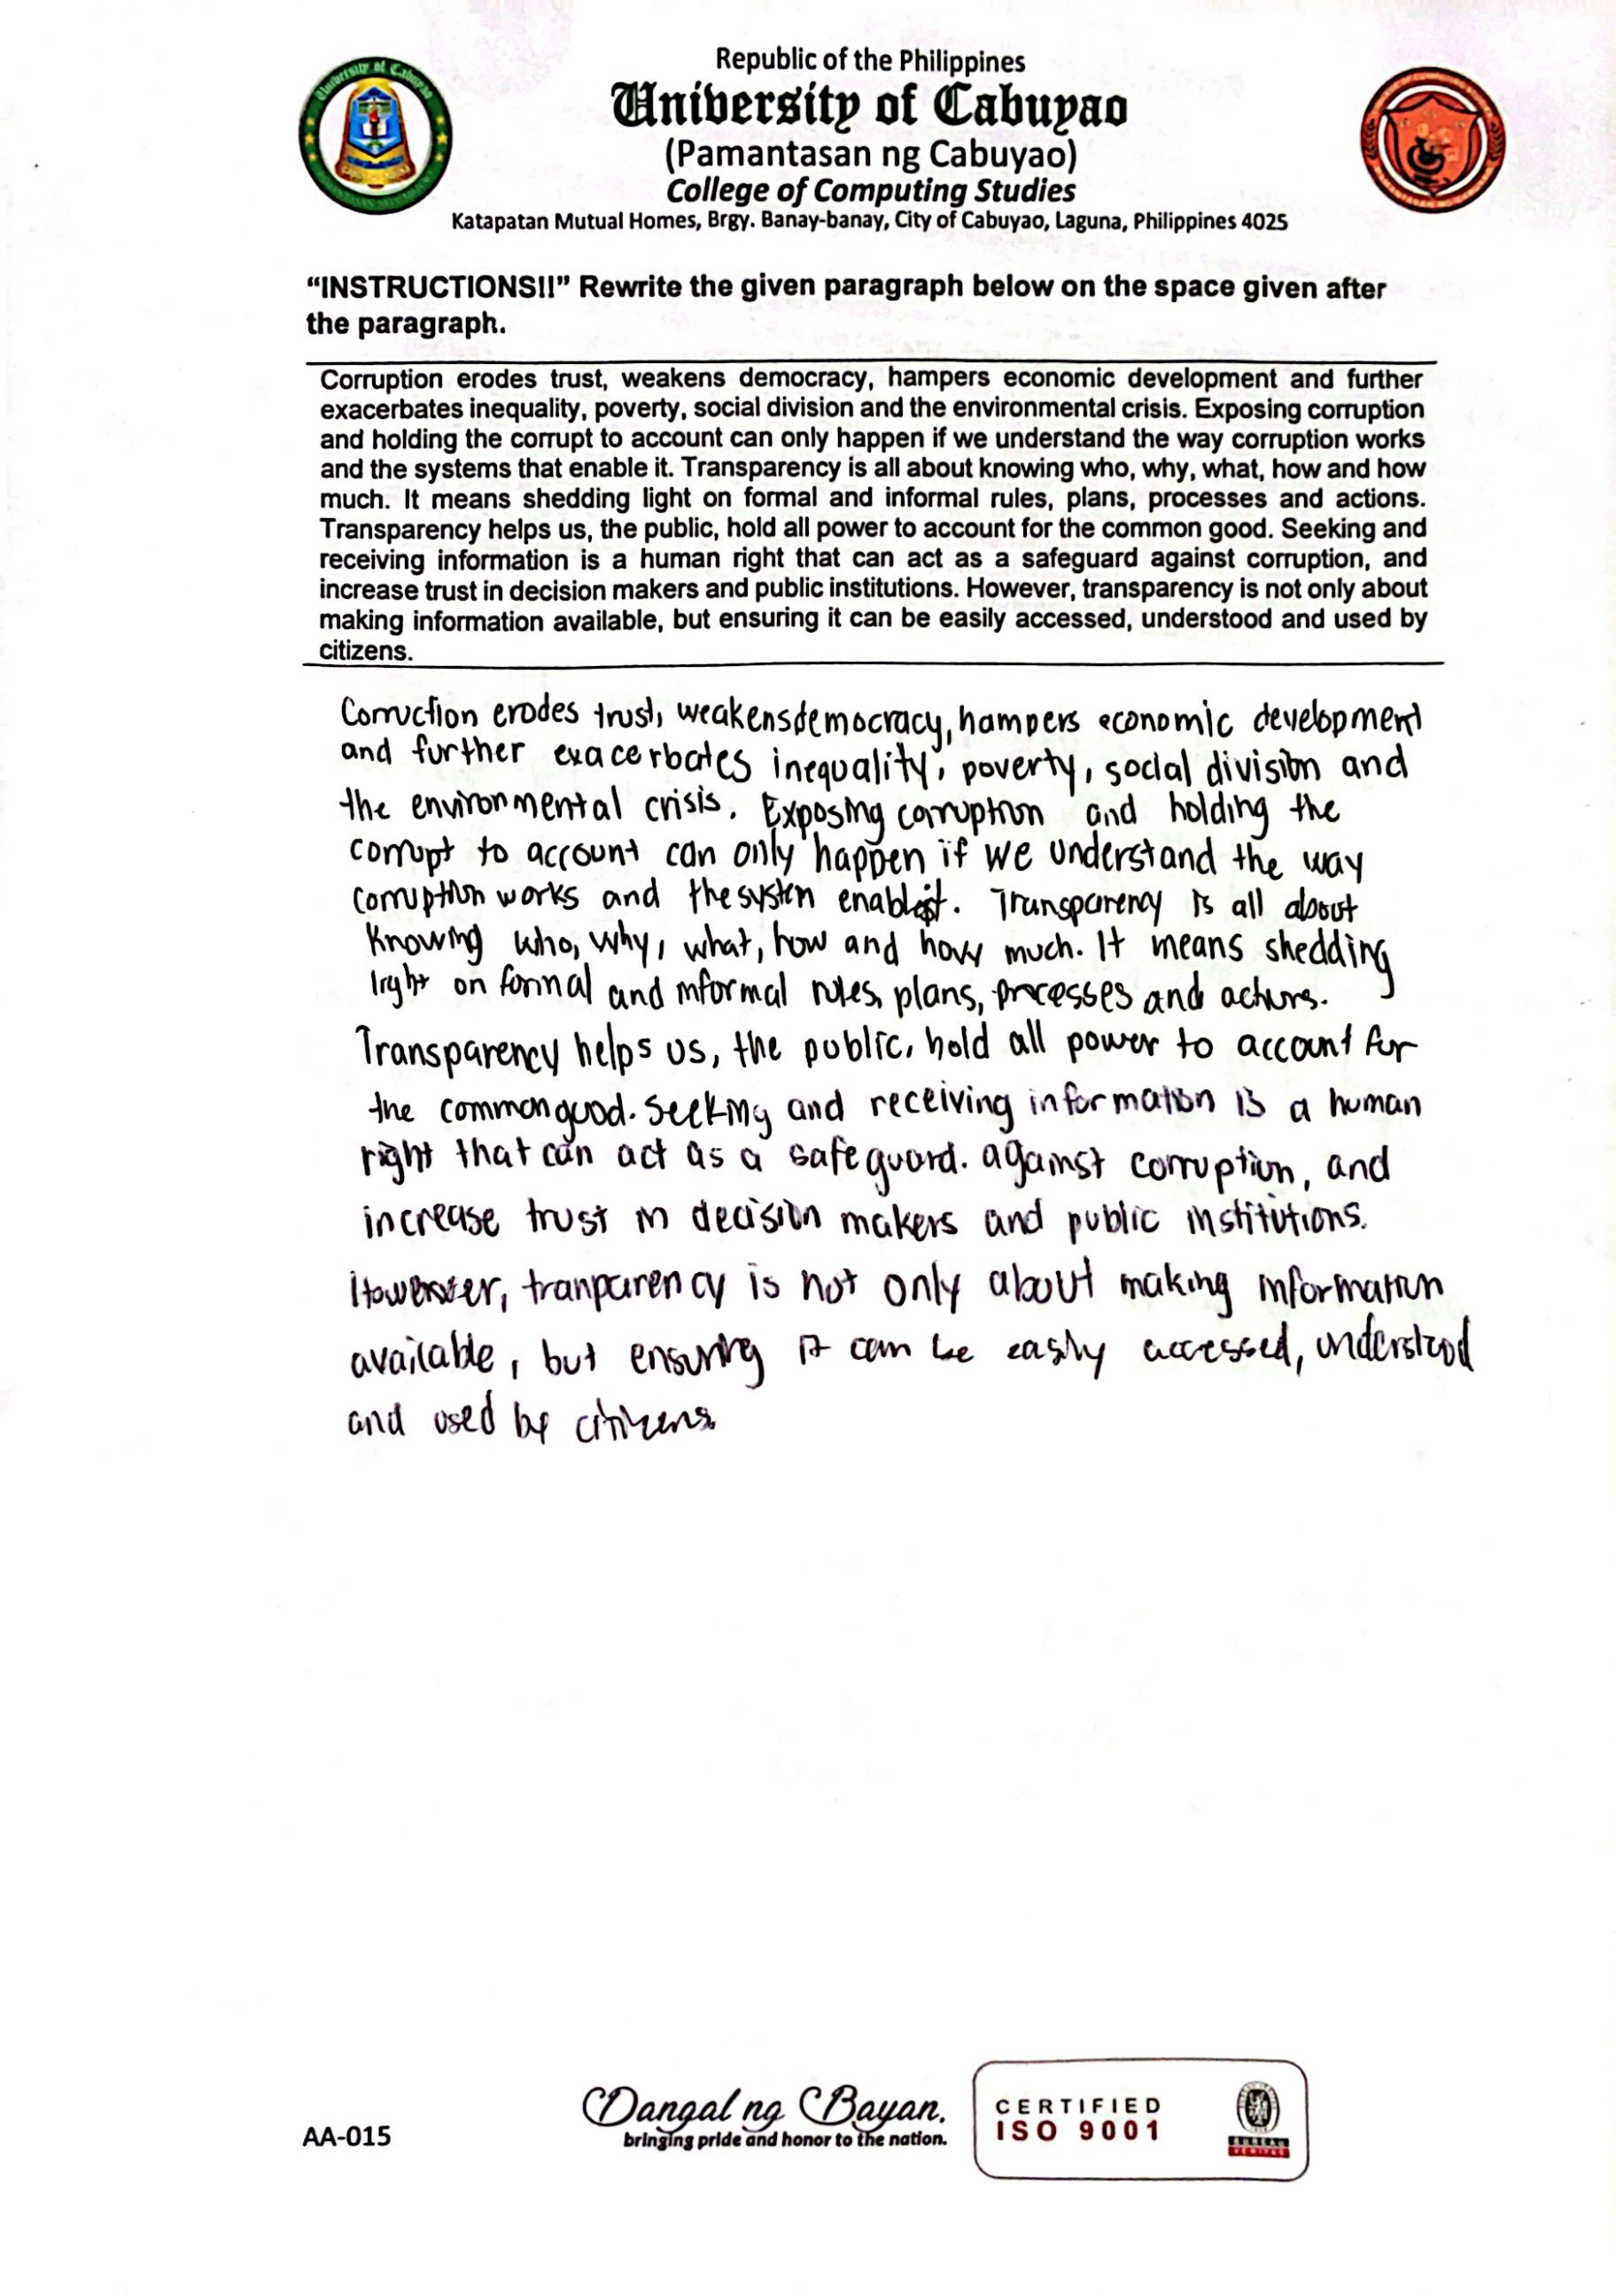 Republic of the Philippines
University of Cabuyao
(Pamantasan ng Cabuyao)
College of Computing Studies
Katapatan Mutual Homes, Brgy. Banay-banay, City of Cabuyao, Laguna, Philippines 4025
“INSTRUCTIONS!!” Rewrite the given paragraph below on the space given after
the paragraph.
Corruption erodes trust, weakens democracy, hampers economic development and further
exacerbates inequality, poverty, social division and the environmental crisis. Exposing corruption
and holding the corrupt to account can only happen if we understand the way corruption works
and the systems that enable it. Transparency is all about knowing who, why, what, how and how
much. It means shedding light on formal and informal rules, plans, processes and actions.
Transparency helps us, the public, hold all power to account for the common good. Seeking and
receiving information is a human right that can act as a safeguard against corruption, and
increase trust in decision makers and public institutions. However, transparency is not only about
making information available, but ensuring it can be easily accessed, understood and used by
citizens.
Corruction erodes trust, weakens democracy, hampers economic development
and further exacerbates inequality, poverty, social division and
the environmental crisis. Exposing corruption and holding the
corrupt to account can only happen if we understand the way
corruption works and the system enable it. Transparency is all about
knowing who, why, what, how and how much. It means shedding
light on formal and informal rules, plans, processes and actions.
Transparency helps us, the public, hold all power to account for
the common good. Seeking and receiving information is a human
right that can act as a safeguard. against corruption, and
increase trust in decision makers and public institutions.
However, tranparency is not only about making information
available, but ensuring it can be easily accessed, understood
and used by citizens.
AA-015
Dangal ng Bayan.
bringing pride and honor to the nation.
CERTIFIED
ISO 9001
BUREAU
VERITAS